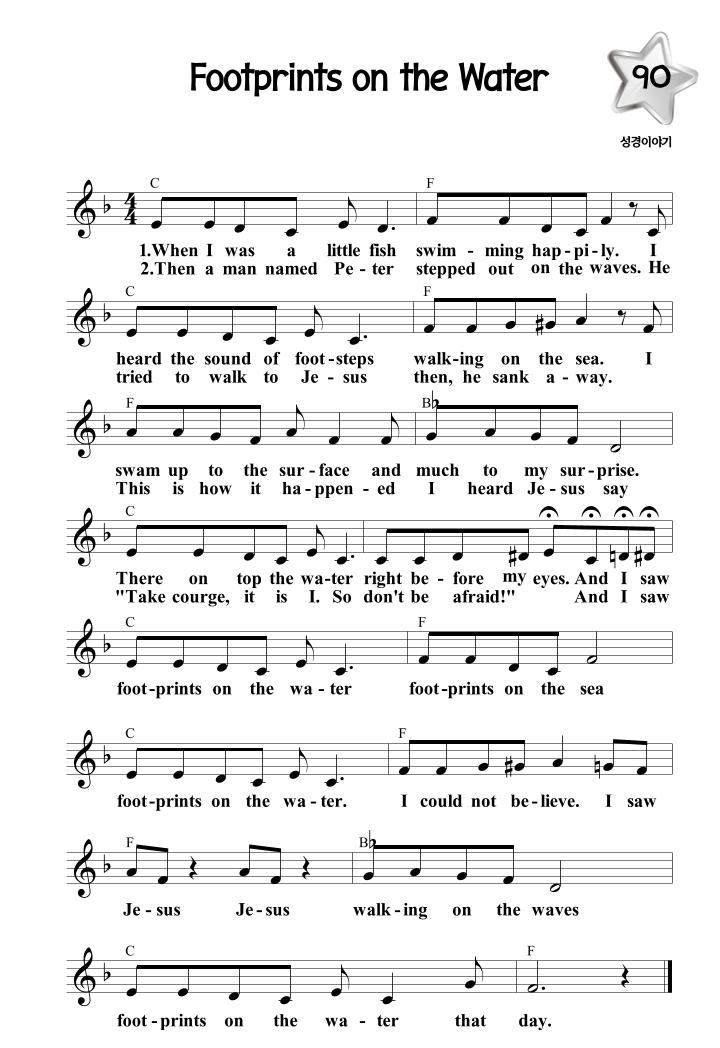 Footprints on the Water
90
성경이야기
C F
1.When I was a little fish swim - ming hap - pi - ly. I
2.Then a man named Pe - ter stepped out on the waves. He
C F
heard the sound of foot - steps walk - ing on the sea. I
tried to walk to Je - sus then, he sank a - way.
F Bb
swam up to the sur - face and much to my sur - prise.
This is how it ha - ppen - ed I heard Je - sus say
C
There on top the wa - ter right be - fore my eyes. And I saw
"Take courge, it is I. So don't be afraid!" And I saw
C F
foot - prints on the wa - ter foot - prints on the sea
C F
foot - prints on the wa - ter. I could not be - lieve. I saw
F Bb
Je - sus Je - sus walk - ing on the waves
C F
foot - prints on the wa - ter that day.